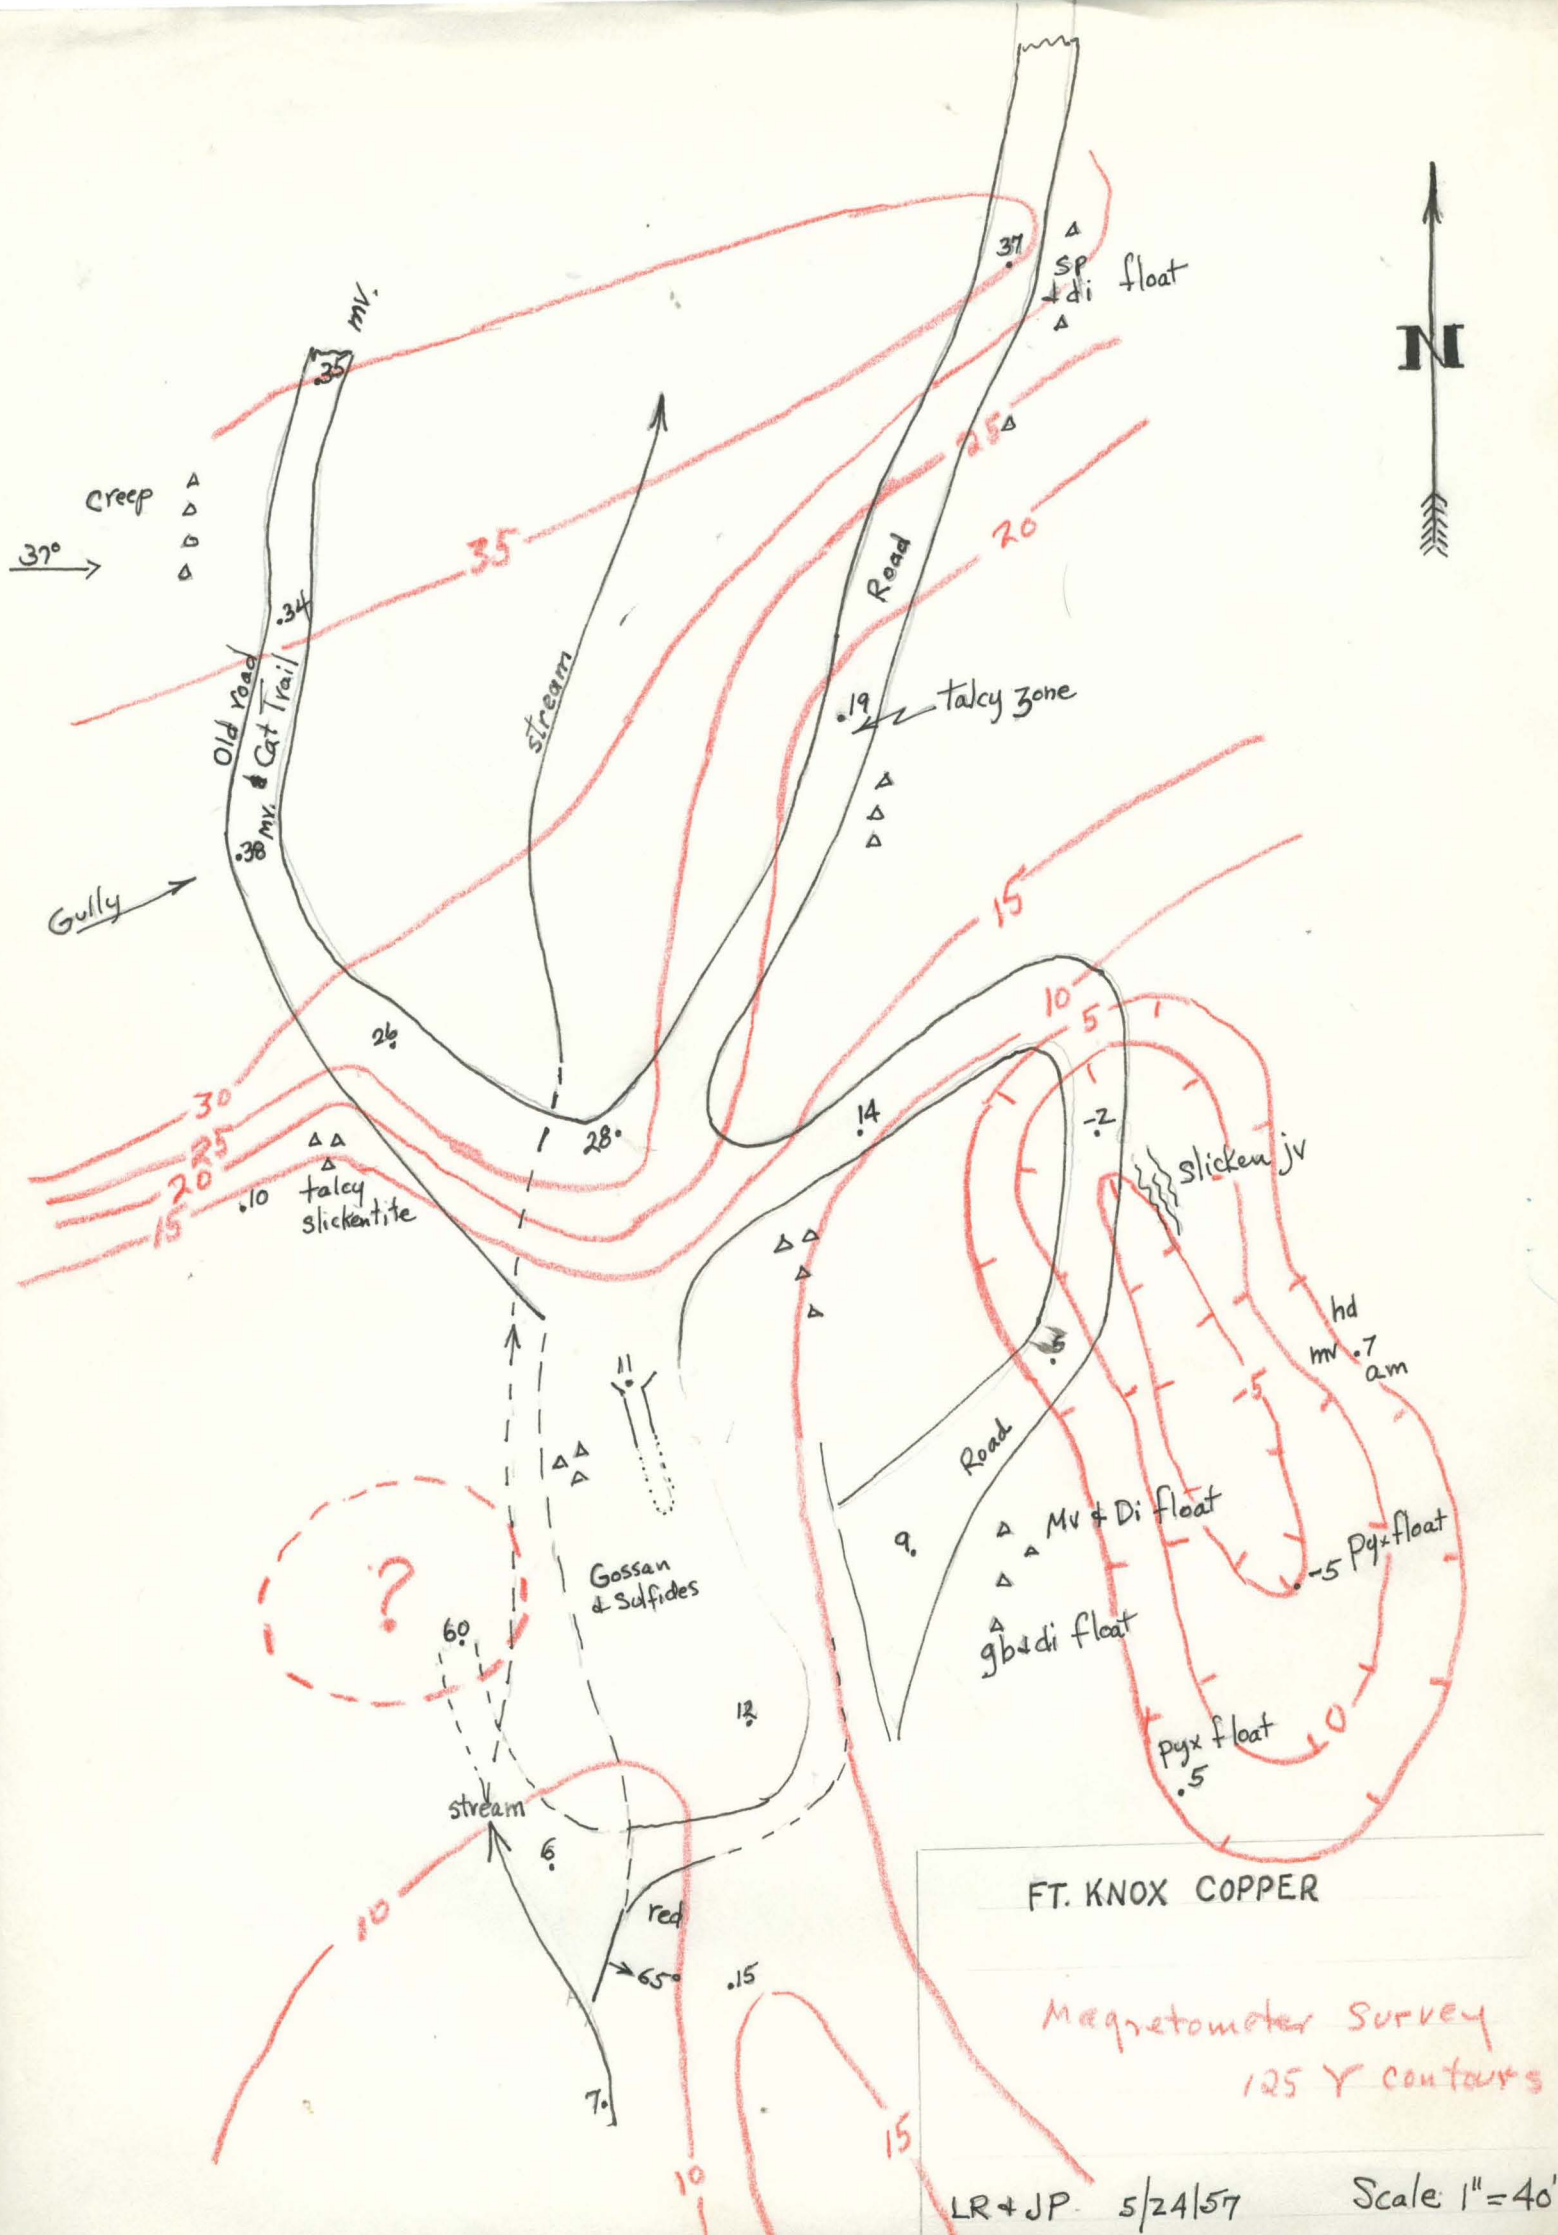 37
sp
& di float
mv.
.35
N
25
creep
37°
35
20
Road
.34
Old road
mv. & Cat Trail
stream
.19
talcy zone
.38
Gully
15
26
10
5
30
25
20
15
28.
14
-2
slicken jv
.10
talcy
slickentite
hd
mv .7
am
11
5
-5
Road
Mv & Di float
pyx float
-5
9.
?
Gossan
& Sulfides
gb & di float
60
12
0
pyx float
.5
stream
6
10
red
65°
.15
7.
15
10
FT. KNOX COPPER
Magnetometer Survey
125 γ contours
LR & JP. 5/24/57 Scale 1" = 40'